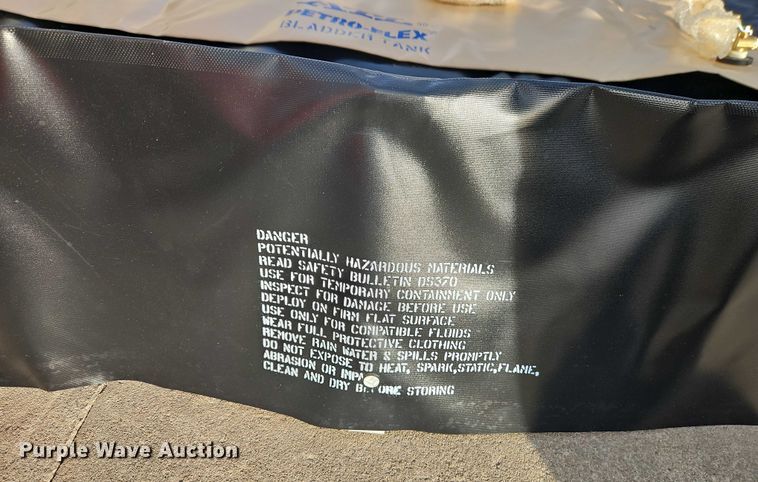 PETRO-FLEX
BLADDER TANK
DANGER
POTENTIALLY HAZARDOUS MATERIALS
READ SAFETY BULLETIN DS370
USE FOR TEMPORARY CONTAINMENT ONLY
INSPECT FOR DAMAGE BEFORE USE
DEPLOY ON FIRM FLAT SURFACE
USE ONLY FOR COMPATIBLE FLUIDS
WEAR FULL PROTECTIVE CLOTHING
REMOVE RAIN WATER & SPILLS PROMPTLY
DO NOT EXPOSE TO HEAT, SPARK,STATIC,FLAME,
ABRASION OR
CLEAN AND DRY BEFORE STORING
Purple Wave Auction